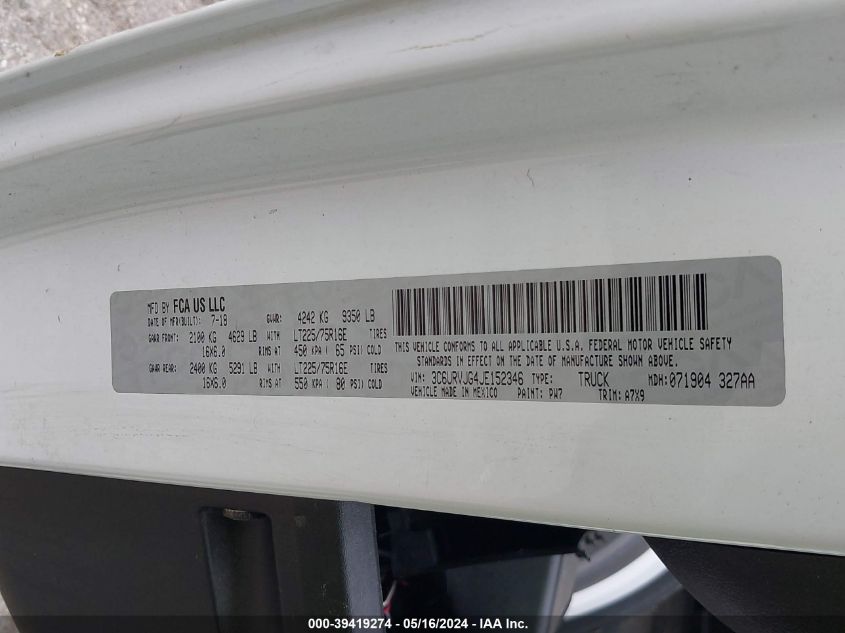 MFD BY FCA US LLC
DATE OF MFR(BUILT): 7-18 GVWR: 4242 KG 9350 LB
GAWR FRONT: 2100 KG 4629 LB WITH LT225/75R16E TIRES
16X6.0 RIMS AT 450 KPA ( 65 PSI) COLD
GAWR REAR: 2400 KG 5291 LB WITH LT225/75R16E TIRES
16X6.0 RIMS AT 550 KPA ( 80 PSI) COLD
THIS VEHICLE CONFORMS TO ALL APPLICABLE U.S.A. FEDERAL MOTOR VEHICLE SAFETY
STANDARDS IN EFFECT ON THE DATE OF MANUFACTURE SHOWN ABOVE.
VIN: 3C6URVJG4JE152346 TYPE: TRUCK MDH: 071904 327AA
VEHICLE MADE IN MEXICO PAINT: PW7 TRIM: A7X9
000-39419274 - 05/16/2024 - IAA Inc.